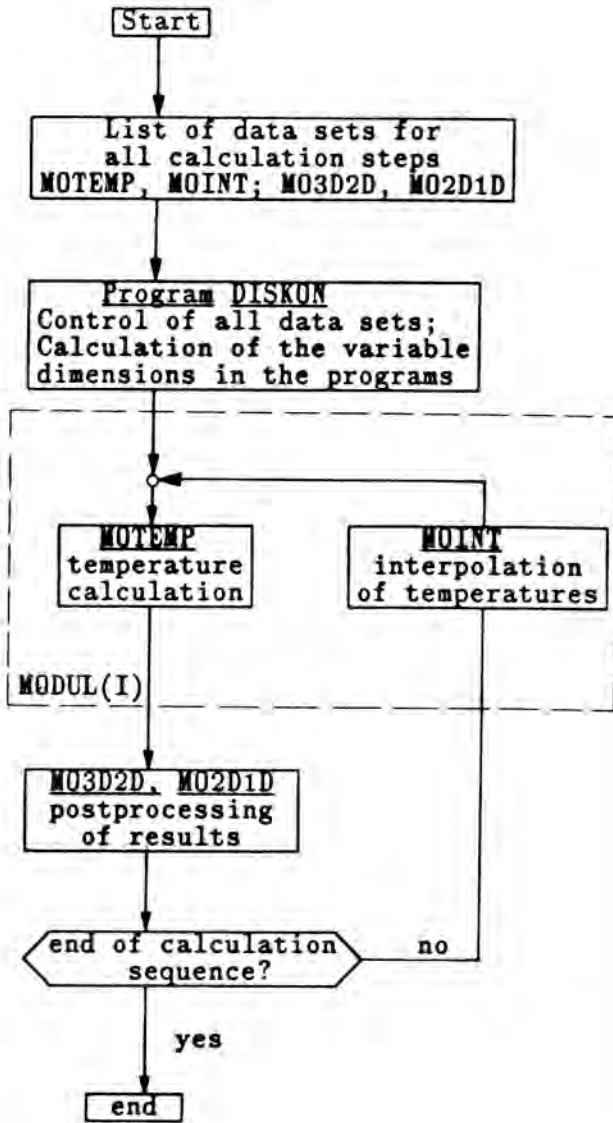 Start
List of data sets for
all calculation steps
MOTEMP, MOINT; MO3D2D, MO2D1D
Program DISKON
Control of all data sets;
Calculation of the variable
dimensions in the programs
MOTEMP
temperature
calculation
MOINT
interpolation
of temperatures
MODUL(I)
MO3D2D, MO2D1D
postprocessing
of results
end of calculation
sequence?
no
yes
end